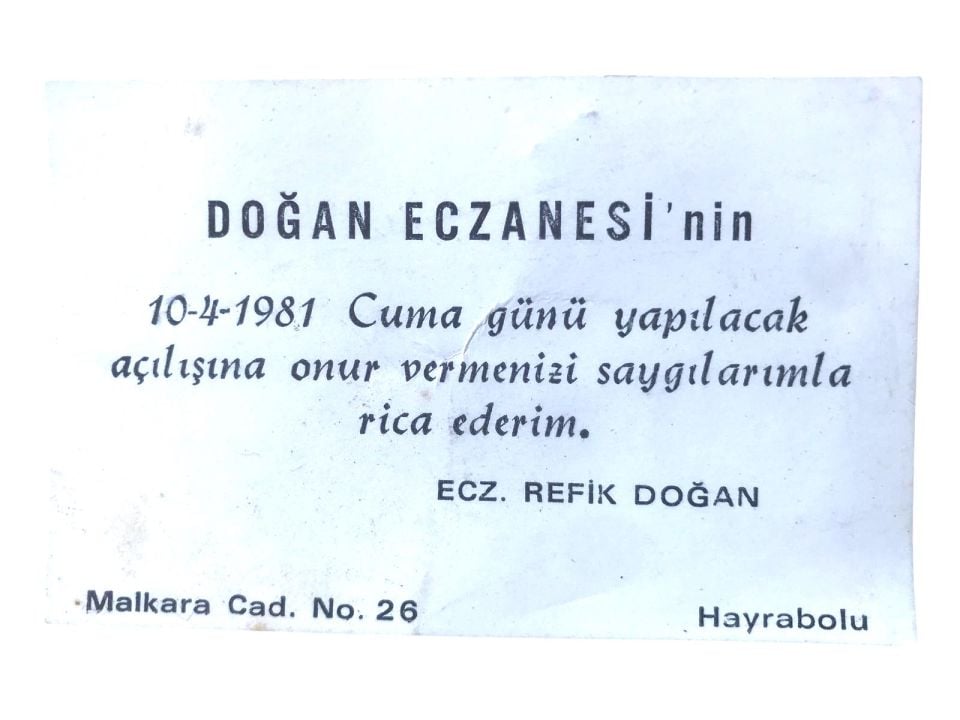 DOĞAN ECZANESİ'nin
10-4-1981 Cuma günü yapılacak
açılışına onur vermenizi saygılarımla
rica ederim.
ECZ. REFİK DOĞAN
Malkara Cad. No. 26
Hayrabolu